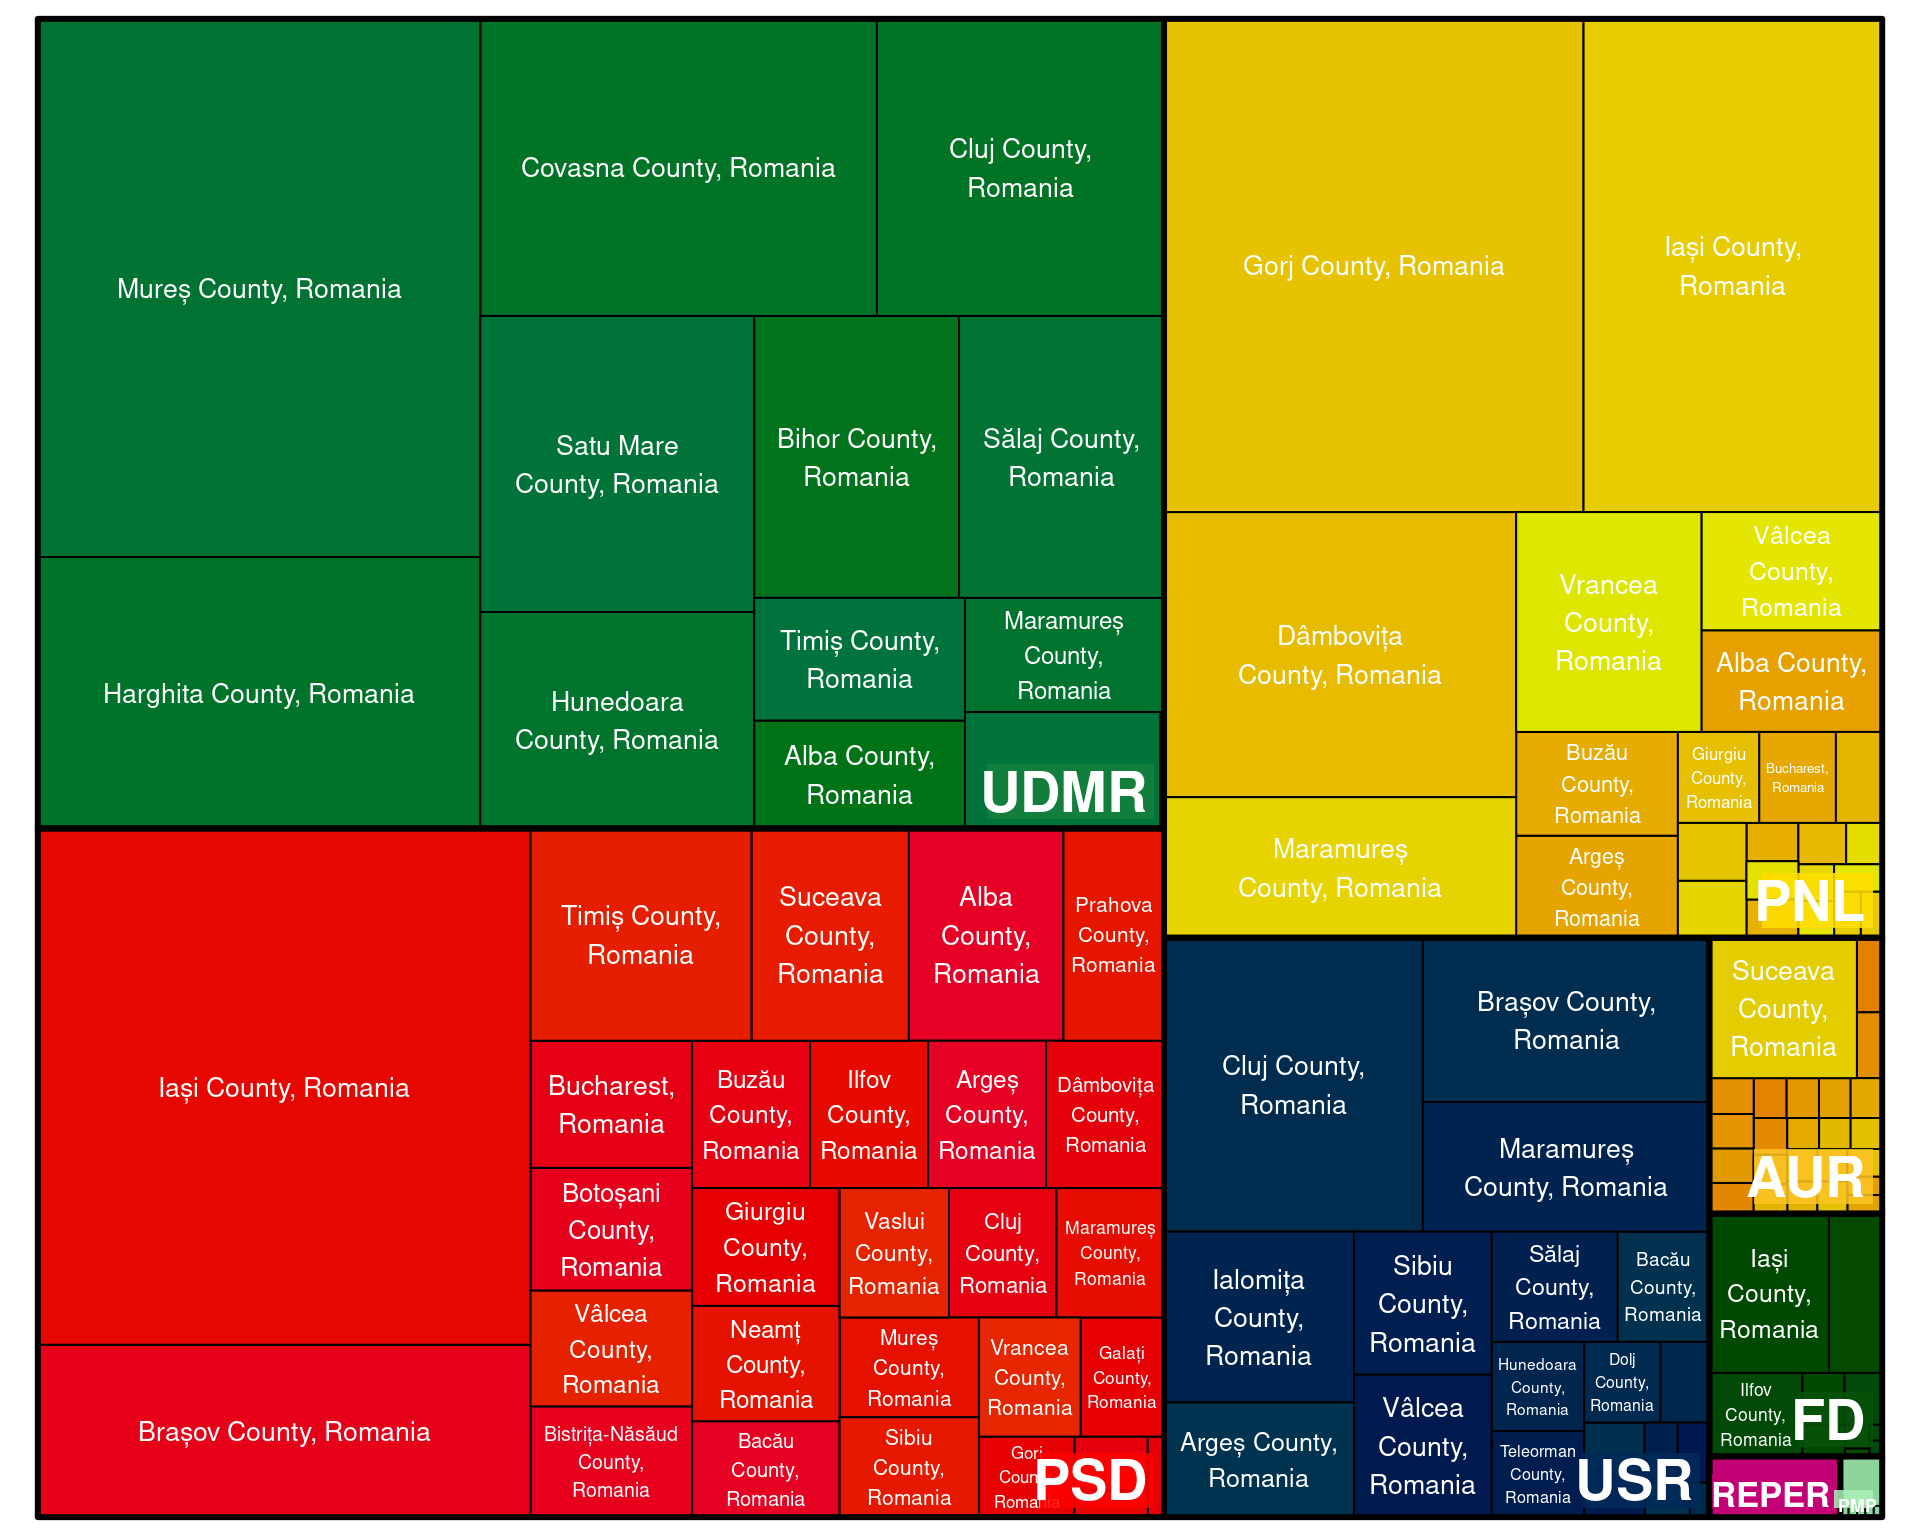 Mureș County, Romania
Covasna County, Romania
Cluj County,
Romania
Harghita County, Romania
Satu Mare
County, Romania
Bihor County,
Romania
Sălaj County,
Romania
Hunedoara
County, Romania
Timiș County,
Romania
Maramureș
County,
Romania
Alba County,
Romania
UDMR
Gorj County, Romania
Iași County,
Romania
Dâmbovița
County, Romania
Vrancea
County,
Romania
Vâlcea
County,
Romania
Alba County,
Romania
Maramureș
County, Romania
Buzău
County,
Romania
Giurgiu
County,
Romania
Bucharest,
Romania
Argeș
County,
Romania
PNL
Iași County, Romania
Brașov County, Romania
Timiș County,
Romania
Suceava
County,
Romania
Alba
County,
Romania
Prahova
County,
Romania
Bucharest,
Romania
Buzău
County,
Romania
Ilfov
County,
Romania
Argeș
County,
Romania
Dâmbovița
County,
Romania
Botoșani
County,
Romania
Giurgiu
County,
Romania
Vaslui
County,
Romania
Cluj
County,
Romania
Maramureș
County,
Romania
Vâlcea
County,
Romania
Neamț
County,
Romania
Mureș
County,
Romania
Vrancea
County,
Romania
Galați
County,
Romania
Bistrița-Năsăud
County,
Romania
Bacău
County,
Romania
Sibiu
County,
Romania
Gorj
County,
Romania
PSD
Cluj County,
Romania
Brașov County,
Romania
Maramureș
County, Romania
Ialomița
County,
Romania
Sibiu
County,
Romania
Sălaj
County,
Romania
Bacău
County,
Romania
Argeș County,
Romania
Vâlcea
County,
Romania
Hunedoara
County,
Romania
Dolj
County,
Romania
Teleorman
County,
Romania
USR
Suceava
County,
Romania
AUR
Iași
County,
Romania
Ilfov
County,
Romania
FD
REPER
PMP